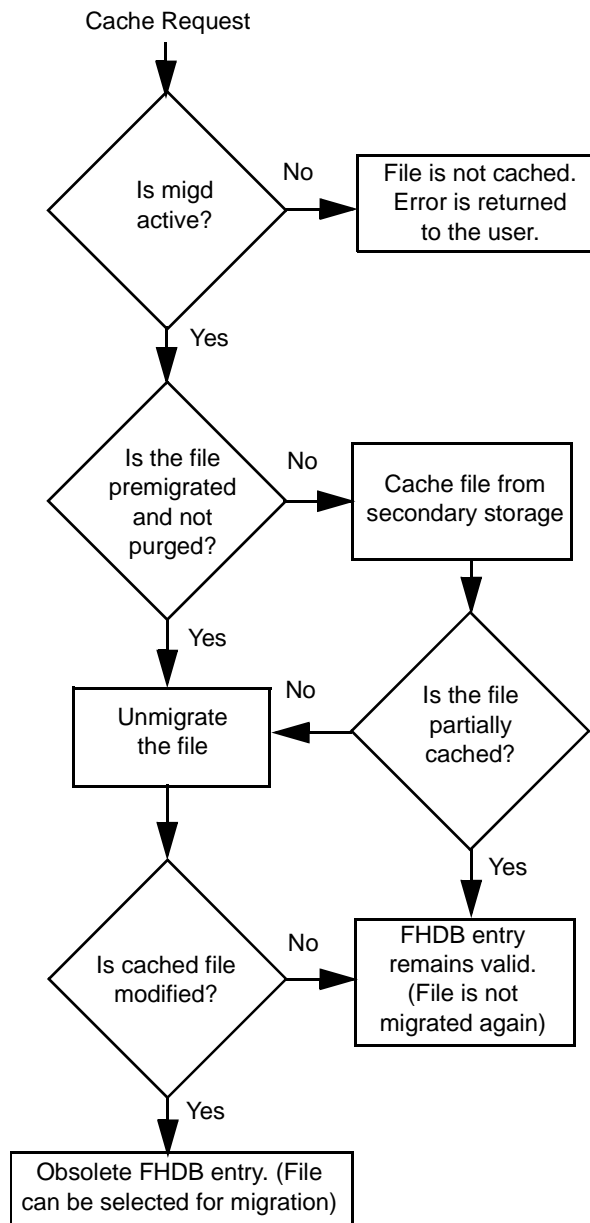 Cache Request
Is migd
active?
No
File is not cached.
Error is returned
to the user.
Yes
Is the file
premigrated
and not
purged?
No
Cache file from
secondary storage
Yes
Unmigrate
the file
No
Is the file
partially
cached?
Yes
Is cached file
modified?
No
FHDB entry
remains valid.
(File is not
migrated again)
Yes
Obsolete FHDB entry. (File
can be selected for migration)